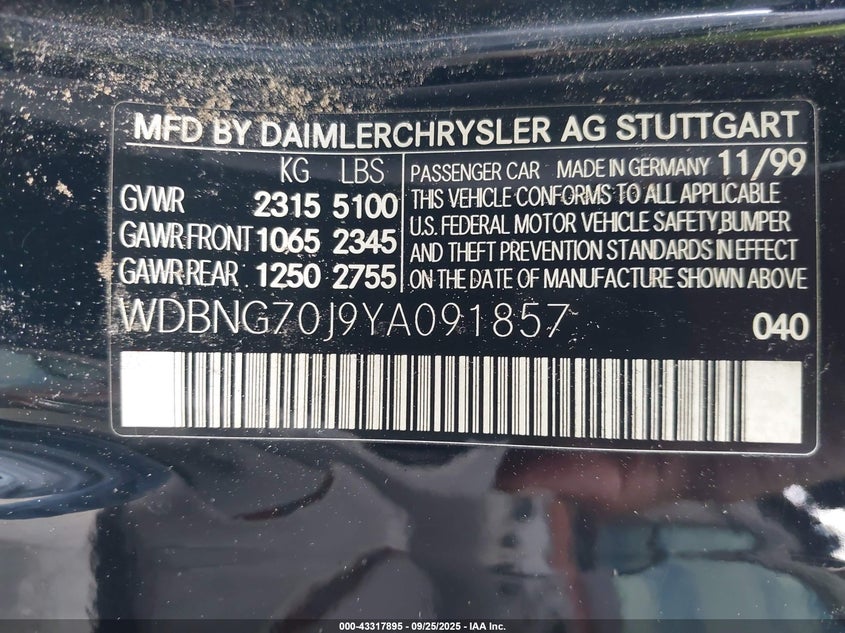 MFD BY DAIMLERCHRYSLER AG STUTTGART
KG LBS
GVWR 2315 5100
GAWR-FRONT 1065 2345
GAWR-REAR 1250 2755
PASSENGER CAR MADE IN GERMANY 11/99
THIS VEHICLE CONFORMS TO ALL APPLICABLE
U.S. FEDERAL MOTOR VEHICLE SAFETY, BUMPER
AND THEFT PREVENTION STANDARDS IN EFFECT
ON THE DATE OF MANUFACTURE SHOWN ABOVE
WDBNG70J9YA091857 040
000-43317895 - 09/25/2025 - IAA Inc.